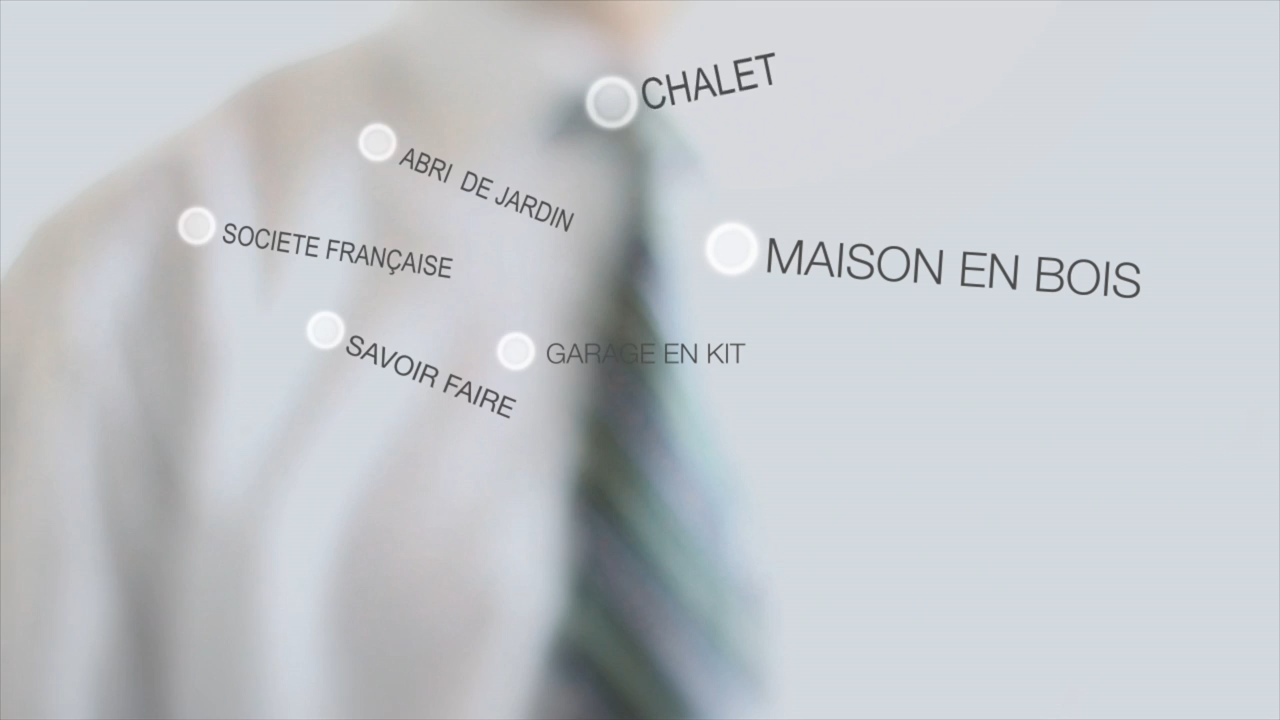 CHALET
ABRI DE JARDIN
SOCIETE FRANÇAISE
MAISON EN BOIS
SAVOIR FAIRE
GARAGE EN KIT